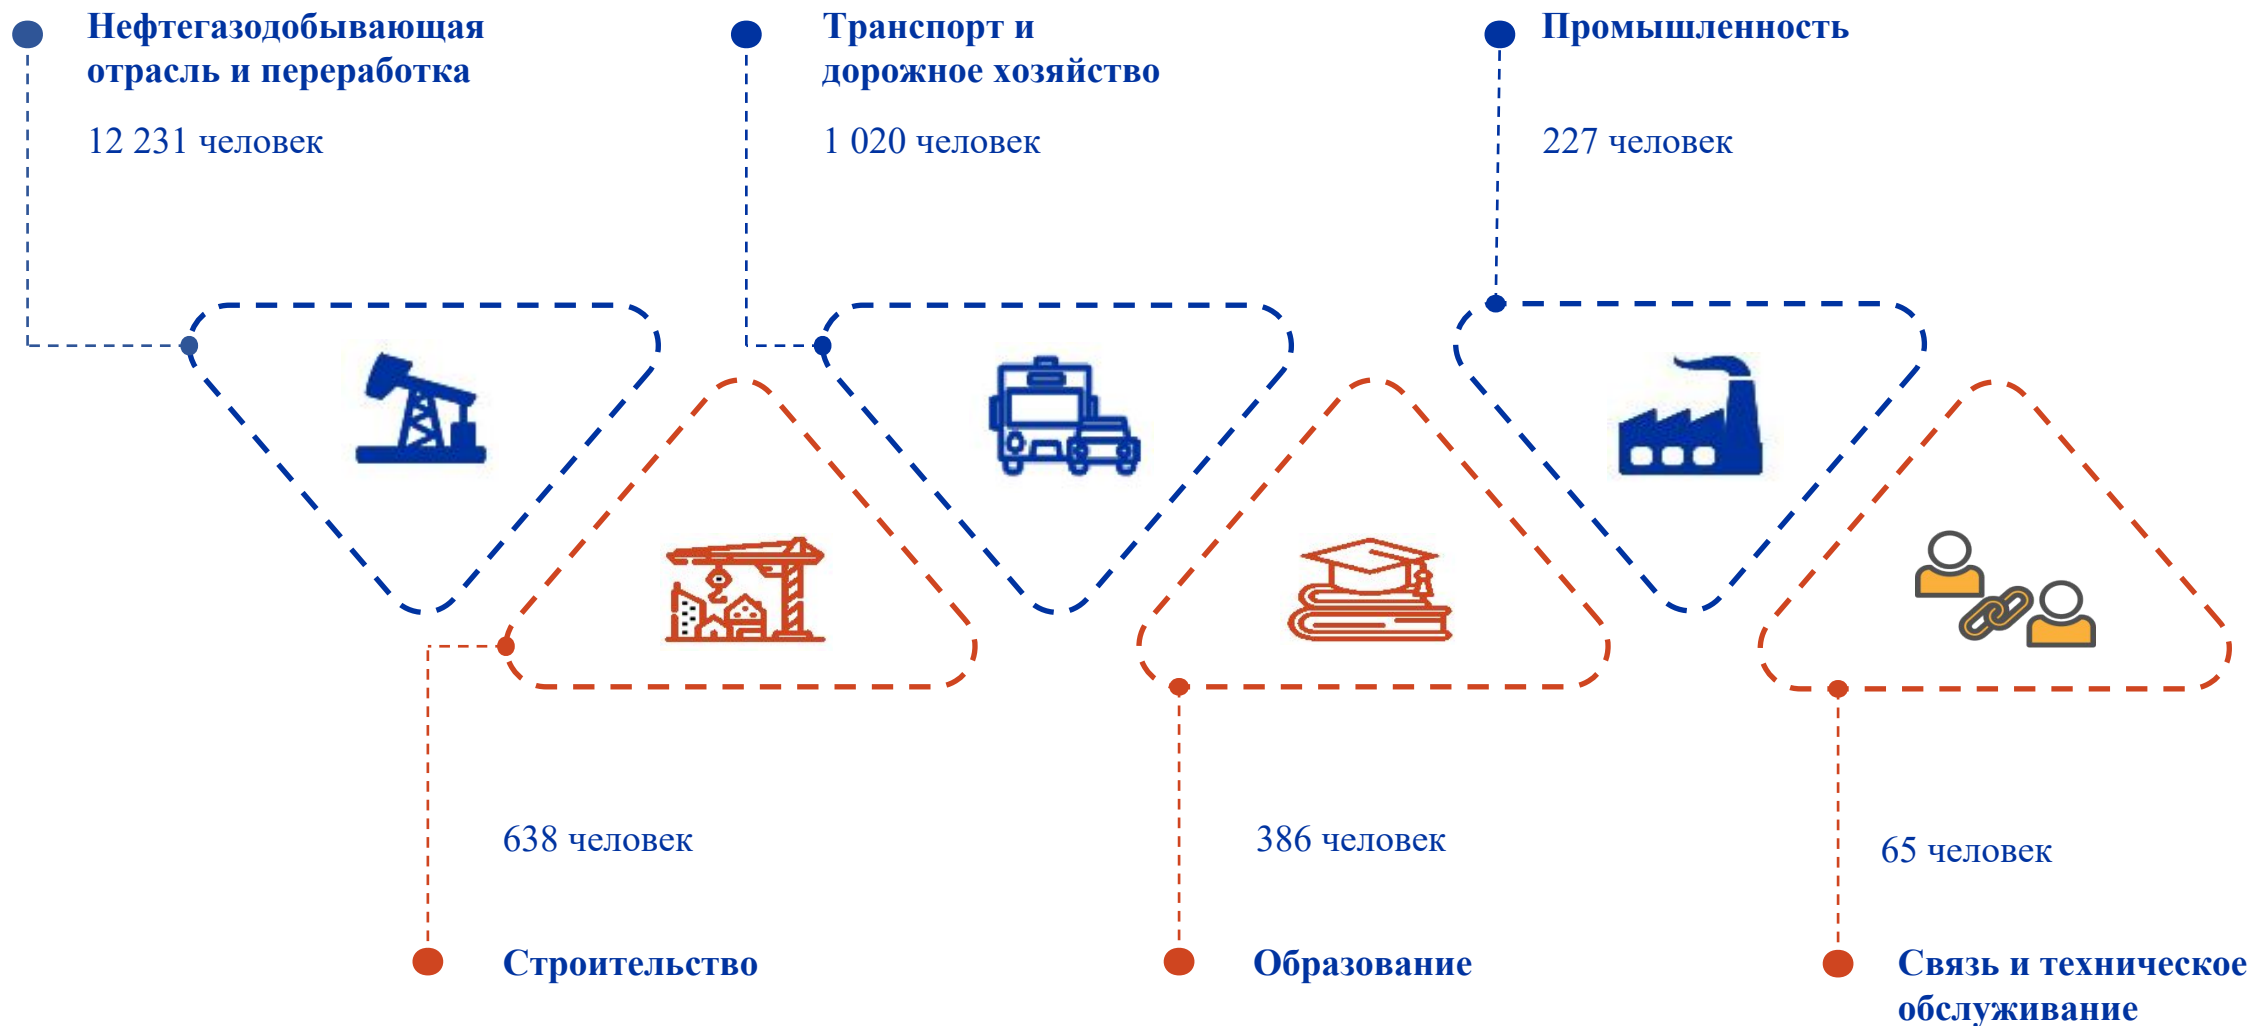 Нефтегазодобывающая
отрасль и переработка
12 231 человек
Транспорт и
дорожное хозяйство
1 020 человек
Промышленность
227 человек
638 человек
Строительство
386 человек
Образование
65 человек
Связь и техническое
обслуживание